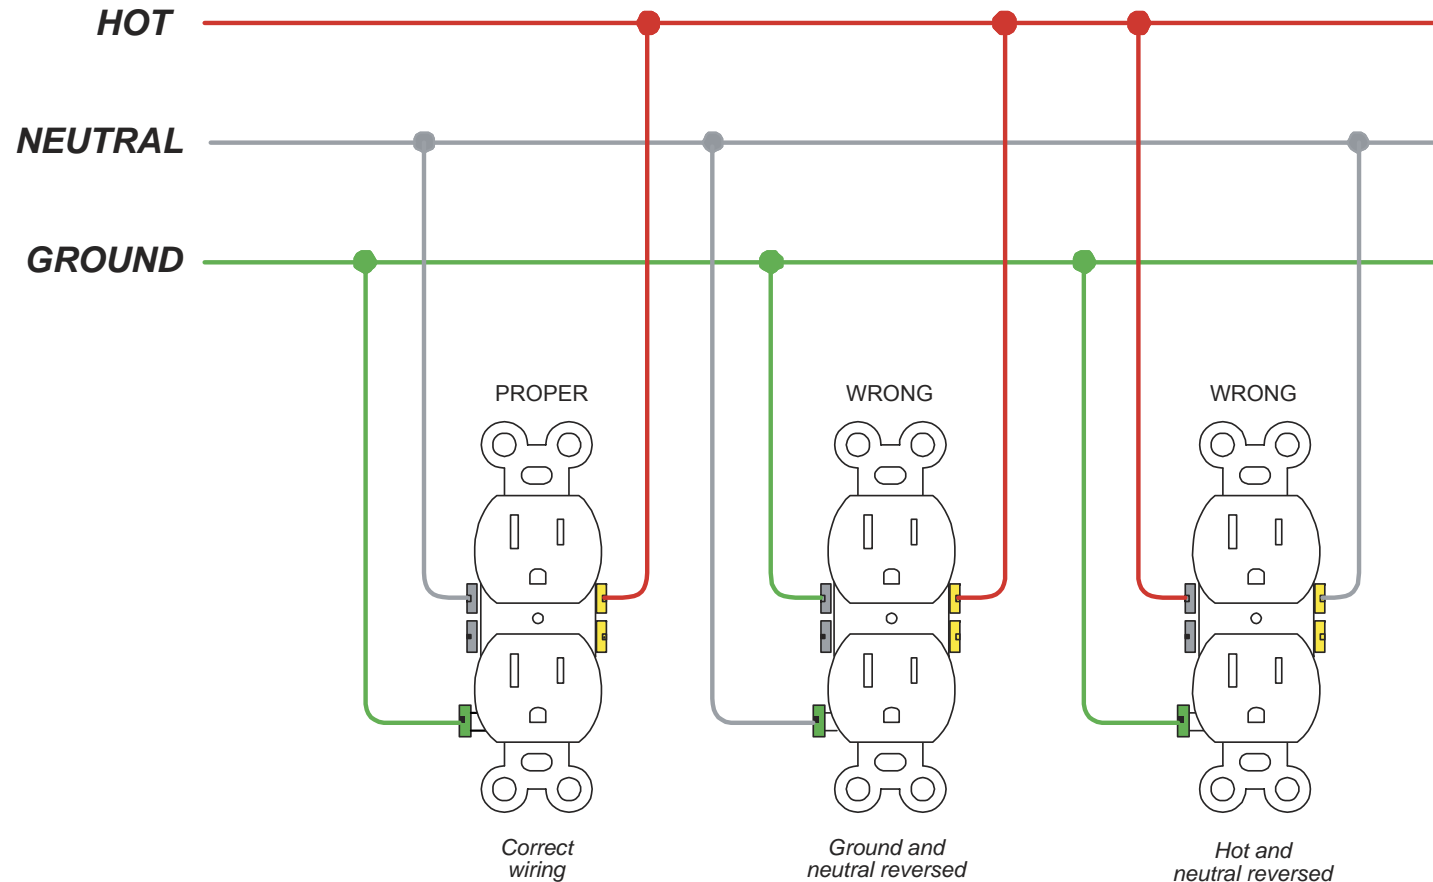 HOT
NEUTRAL
GROUND
PROPER
WRONG
WRONG
Correct
wiring
Ground and
neutral reversed
Hot and
neutral reversed